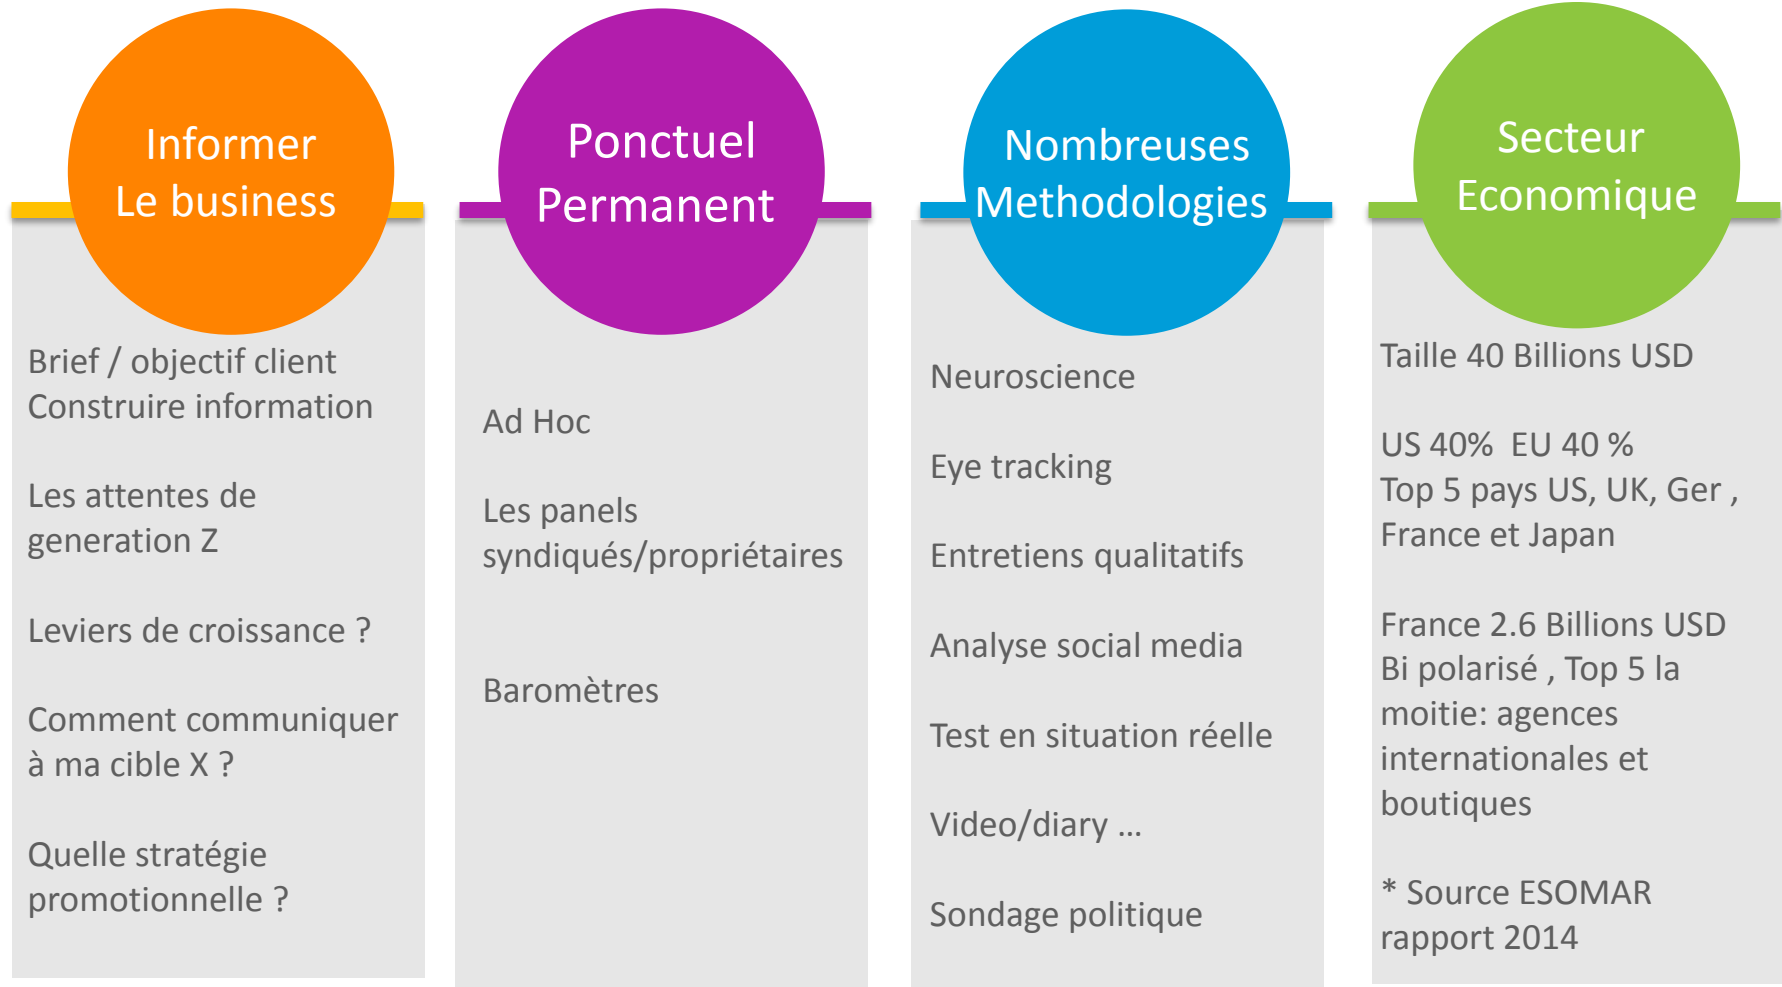 Informer
Le business
Brief / objectif client
Construire information
Les attentes de
generation Z
Leviers de croissance ?
Comment communiquer
à ma cible X ?
Quelle stratégie
promotionnelle ?
Ponctuel
Permanent
Ad Hoc
Les panels
syndiqués/propriétaires
Baromètres
Nombreuses
Methodologies
Neuroscience
Eye tracking
Entretiens qualitatifs
Analyse social media
Test en situation réelle
Video/diary ...
Sondage politique
Secteur
Economique
Taille 40 Billions USD
US 40%  EU 40 %
Top 5 pays US, UK, Ger ,
France et Japan
France 2.6 Billions USD
Bi polarisé , Top 5 la
moitie: agences
internationales et
boutiques
* Source ESOMAR
rapport 2014